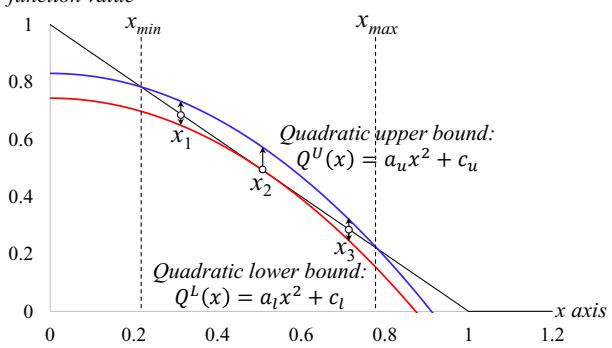 function value
x_min
x_max
1
0.8
0.6
0.4
0.2
0
x_1
x_2
x_3
Quadratic upper bound:
Q^U(x) = a_u x^2 + c_u
Quadratic lower bound:
Q^L(x) = a_l x^2 + c_l
x axis
0
0.2
0.4
0.6
0.8
1
1.2